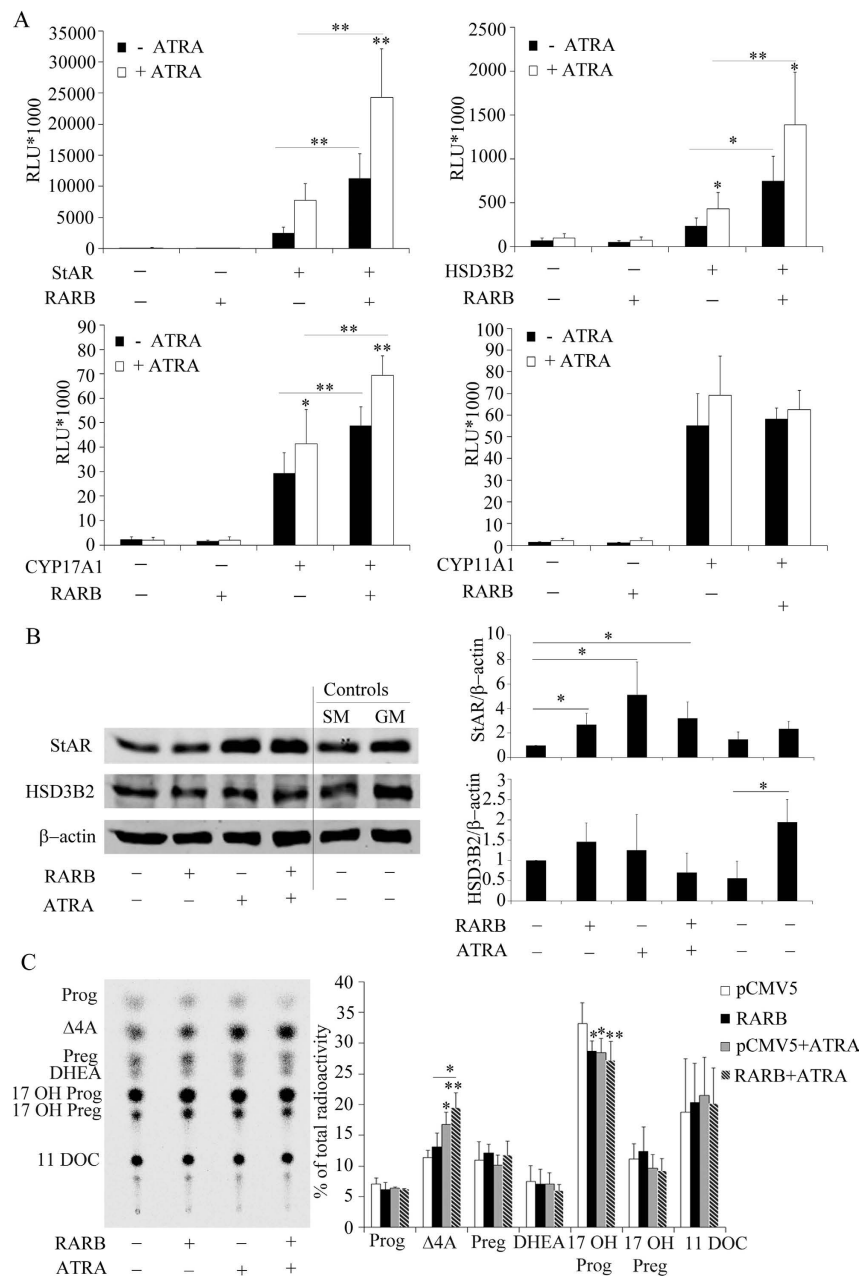 A
35000
30000
25000
20000
15000
10000
5000
0
RLU*1000
- ATRA
+ ATRA
**
**
**
StAR – – + +
RARB – + – +
2500
2000
1500
1000
500
0
RLU*1000
- ATRA
+ ATRA
**
*
*
*
HSD3B2 – – + +
RARB – + – +
90
80
70
60
50
40
30
20
10
0
RLU*1000
- ATRA
+ ATRA
**
**
**
*
CYP17A1 – – + +
RARB – + – +
100
90
80
70
60
50
40
30
20
10
0
RLU*1000
- ATRA
+ ATRA
CYP11A1 – – + +
RARB – + – +
B
Controls
SM GM
StAR
HSD3B2
β–actin
RARB – + – + – –
ATRA – – + + – –
10
8
6
4
2
0
StAR/β–actin
*
*
*
3
2.5
2
1.5
1
0.5
0
HSD3B2/β–actin
*
RARB – + – + – –
ATRA – – + + – –
C
Prog
Δ4A
Preg
DHEA
17 OH Prog
17 OH Preg
11 DOC
RARB – + – +
ATRA – – + +
40
35
30
25
20
15
10
5
0
% of total radioactivity
pCMV5
RARB
pCMV5+ATRA
RARB+ATRA
*
**
*
* * **
Prog Δ4A Preg DHEA 17 OH 17 OH 11 DOC
Prog Preg